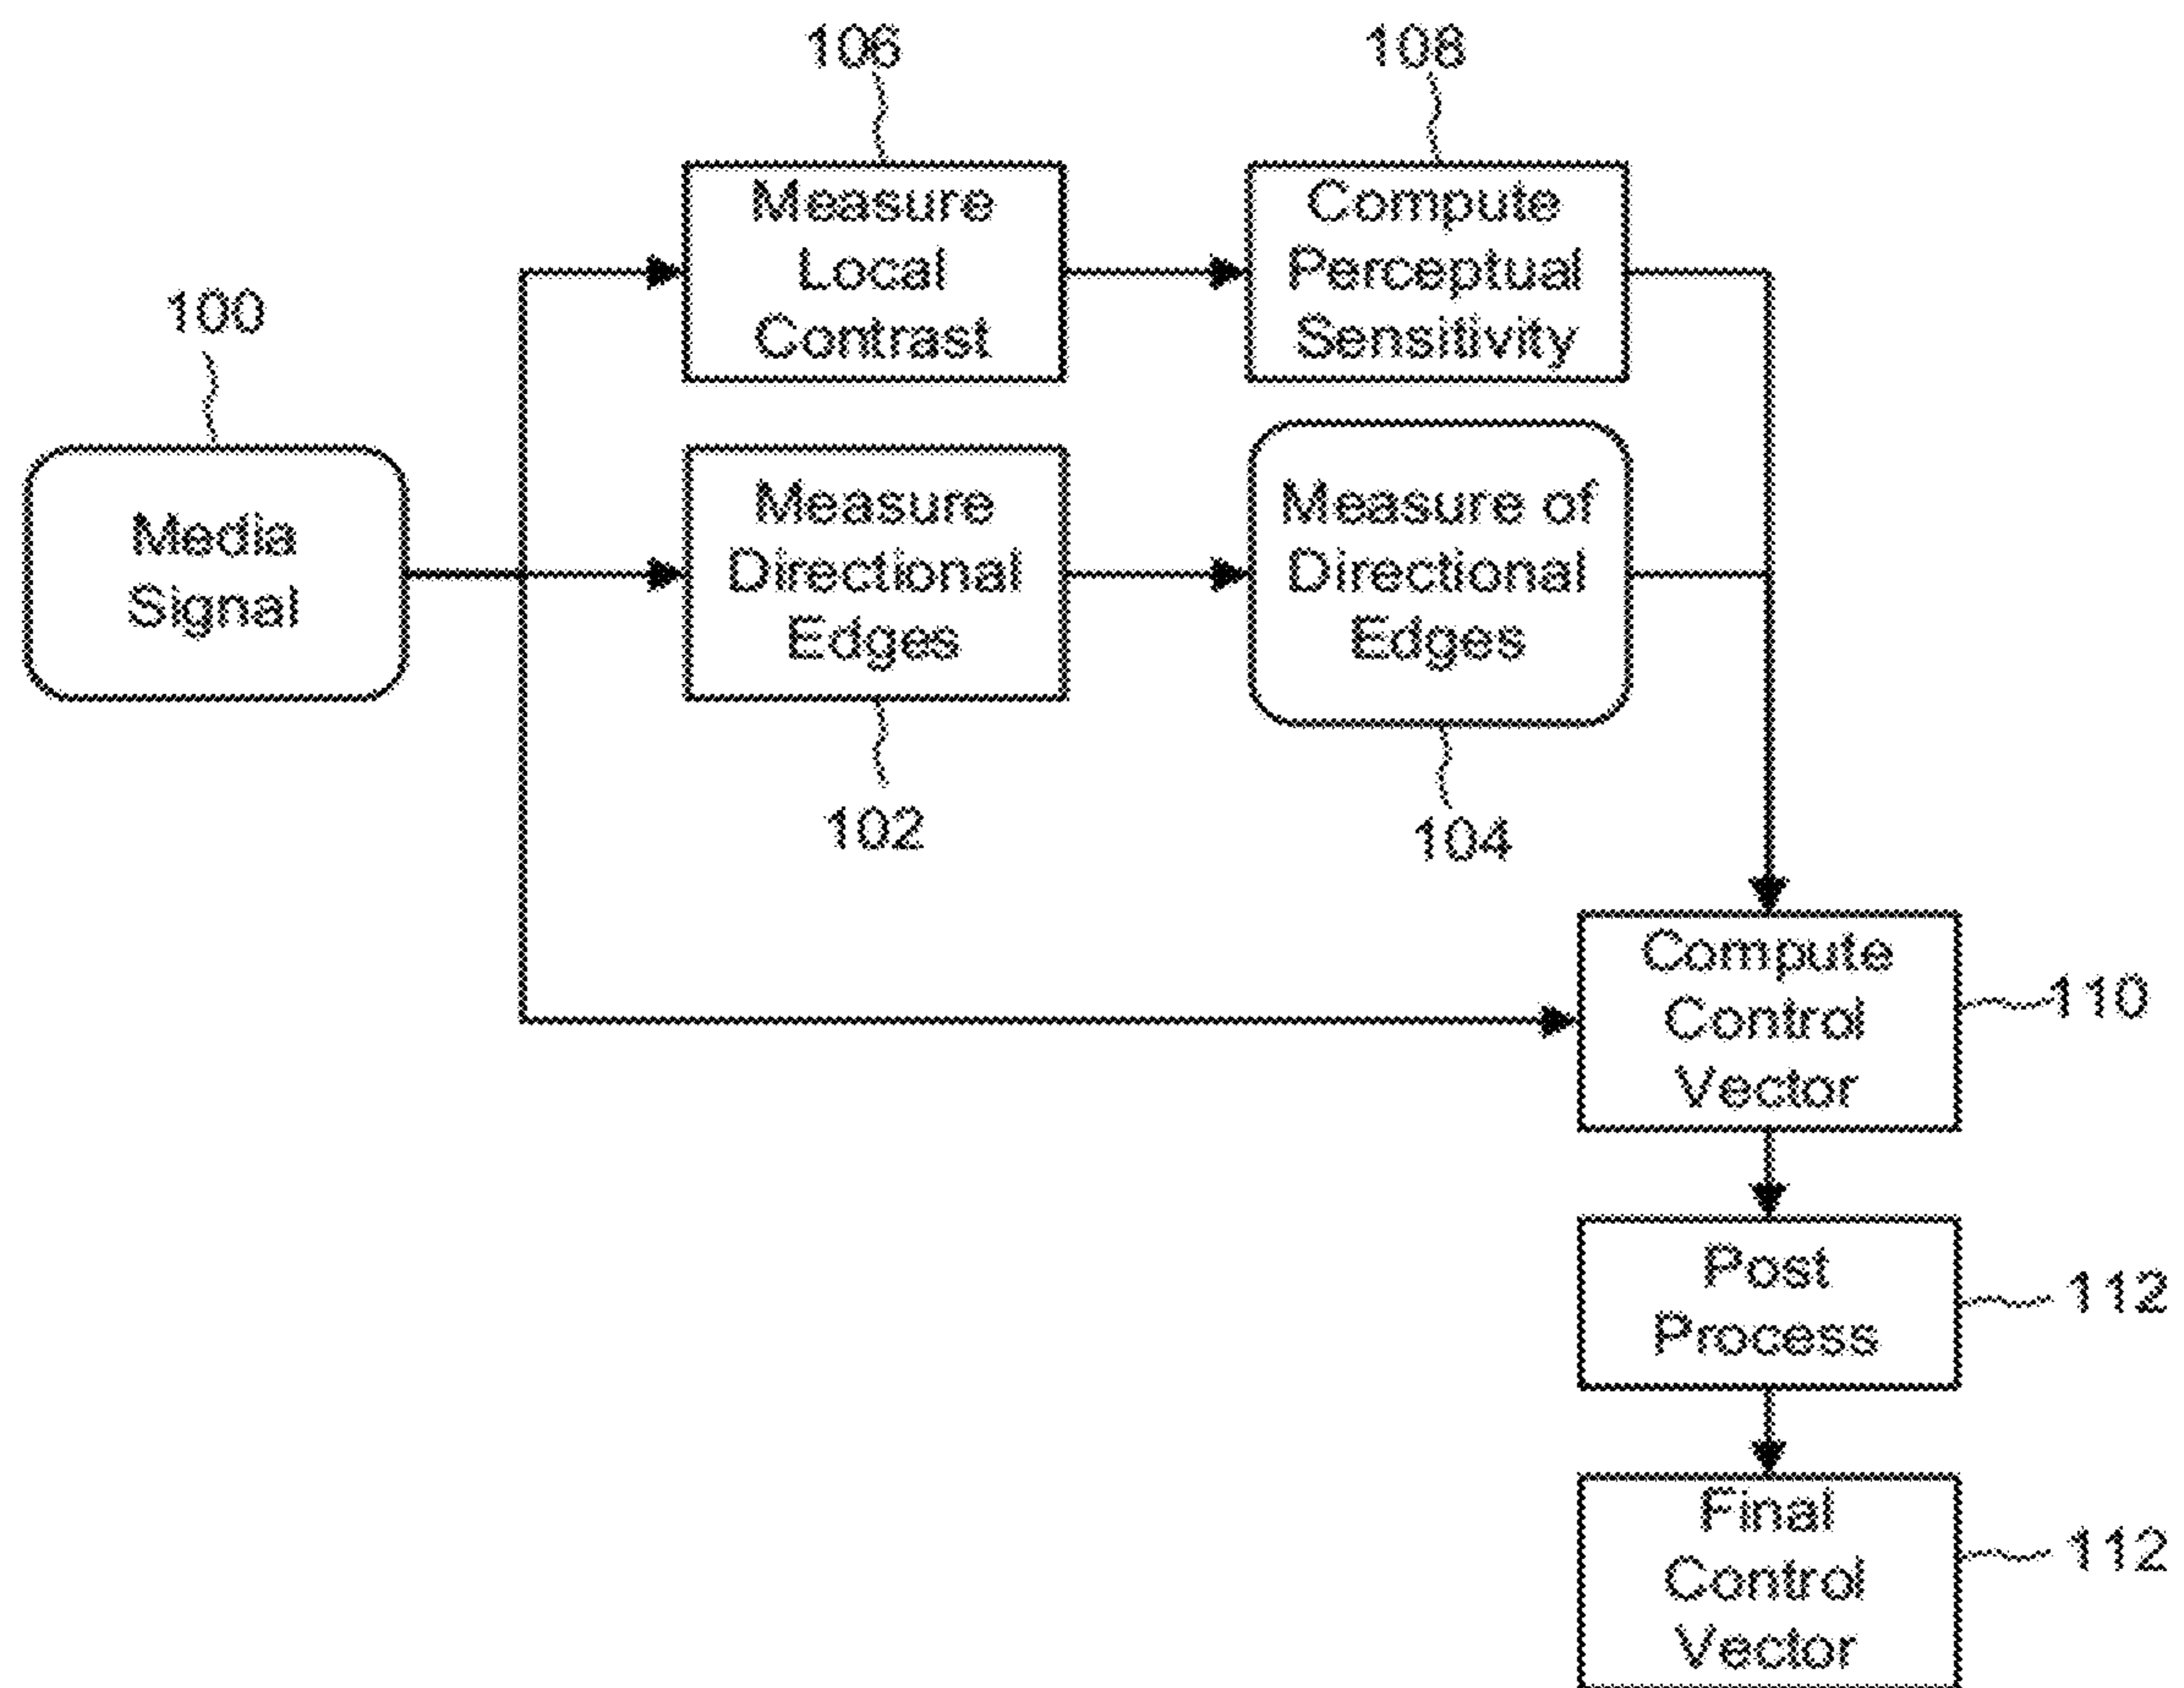 106
108
Measure
Local
Contrast
Compute
Perceptual
Sensitivity
100
Media
Signal
Measure
Directional
Edges
Measure of
Directional
Edges
102
104
Compute
Control
Vector
110
Post
Process
112
Final
Control
Vector
112